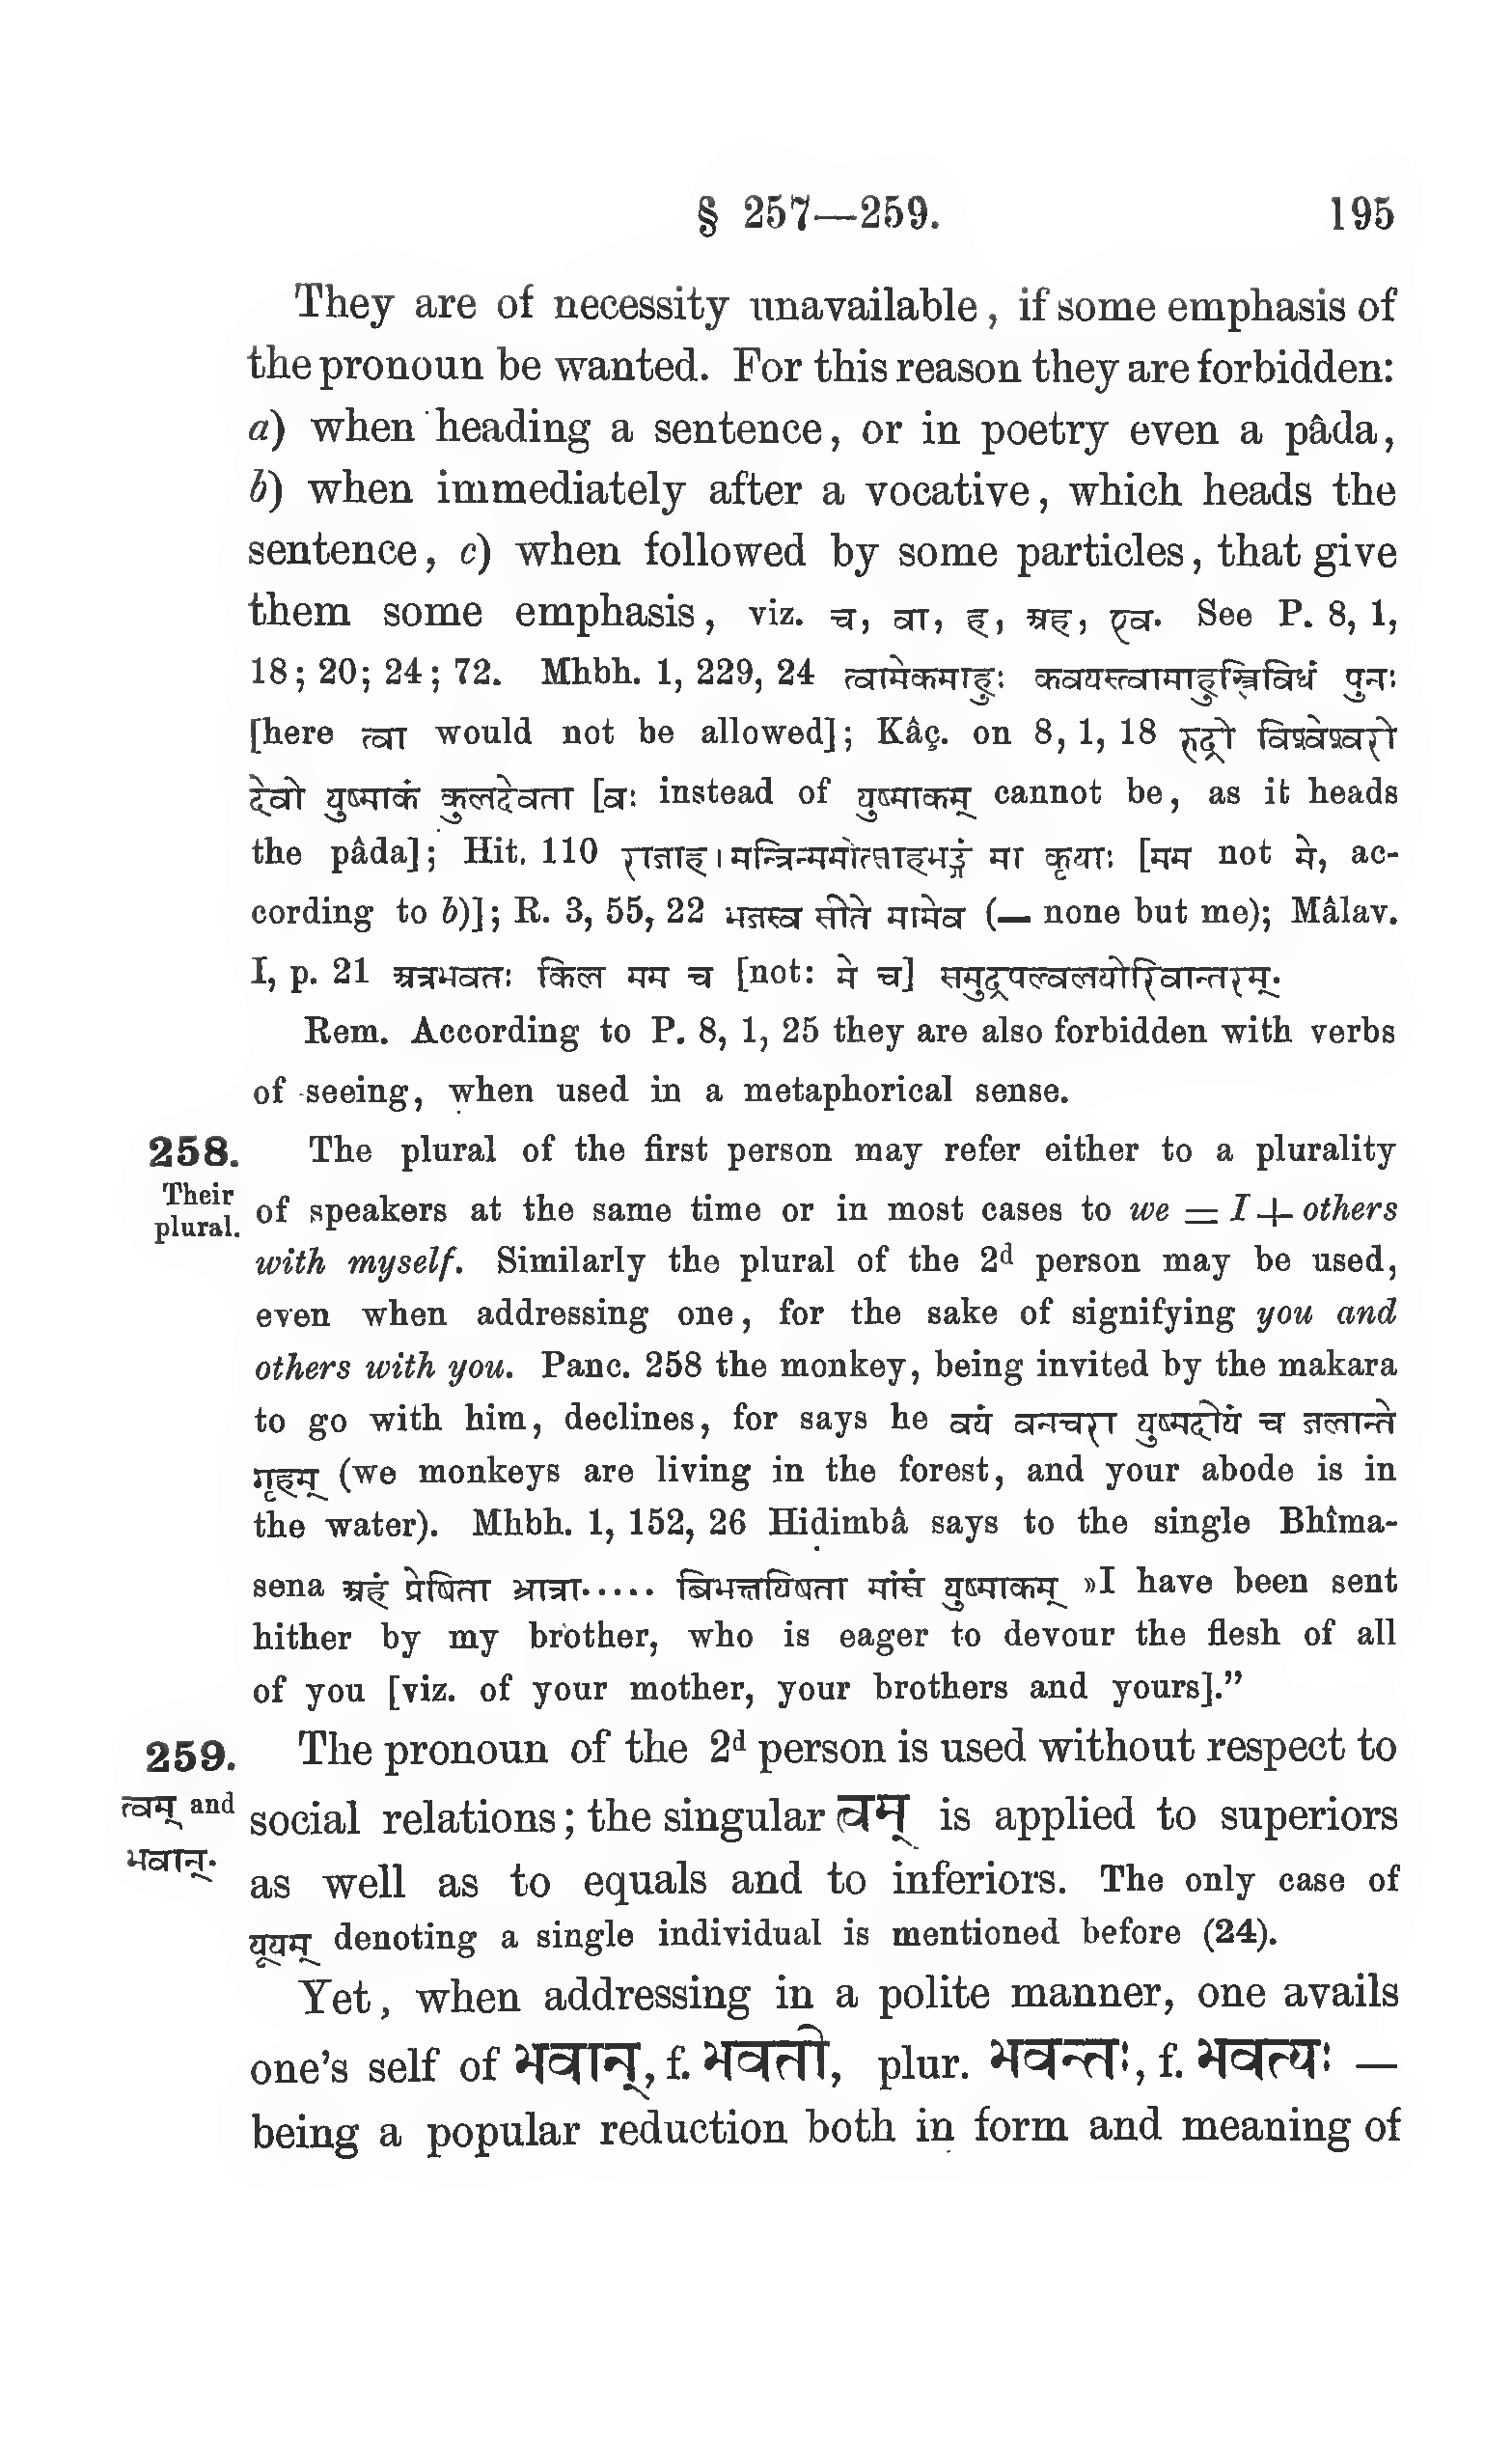 § 257—259. 195
They are of necessity unavailable, if some emphasis of
the pronoun be wanted. For this reason they are forbidden:
a) when heading a sentence, or in poetry even a pâda,
b) when immediately after a vocative, which heads the
sentence, c) when followed by some particles, that give
them some emphasis, viz. च, वा, ह, अह, एव. See P. 8, 1,
18; 20; 24; 72. Mhbh. 1, 229, 24 त्वामेकमाहुः कवयस्त्वामाहुस्त्रिविधं पुनः
[here त्वा would not be allowed]; Kâç. on 8, 1, 18 रुद्रो विश्वेश्वरो
देवो युष्माकं कुलदेवता [वः instead of युष्माकम् cannot be, as it heads
the pâda]; Hit. 110 राजाह । मन्त्रिन्ममोत्साहभङ्गं मा कृथाः [मम not मे, ac-
cording to b)]; R. 3, 55, 22 भजस्व सीते मामेव (— none but me); Mâlav.
I, p. 21 अत्रभवतः किल मम च [not: मे च] समुद्रपल्वलयोरिवान्तरम्.
Rem. According to P. 8, 1, 25 they are also forbidden with verbs
of seeing, when used in a metaphorical sense.
258. The plural of the first person may refer either to a plurality
Their plural. of speakers at the same time or in most cases to we = I + others
with myself. Similarly the plural of the 2d person may be used,
even when addressing one, for the sake of signifying you and
others with you. Panc. 258 the monkey, being invited by the makara
to go with him, declines, for says he वयं वनचरा युष्मदीयं च जलान्ते
गृहम् (we monkeys are living in the forest, and your abode is in
the water). Mhbh. 1, 152, 26 Hiḍimbâ says to the single Bhîma-
sena अहं प्रेषिता भ्रात्रा..... बिभक्षयिषता मांसं युष्माकम् »I have been sent
hither by my brother, who is eager to devour the flesh of all
of you [viz. of your mother, your brothers and yours].”
259. The pronoun of the 2d person is used without respect to
त्वम् and social relations; the singular त्वम् is applied to superiors
भवान्. as well as to equals and to inferiors. The only case of
यूयम् denoting a single individual is mentioned before (24).
Yet, when addressing in a polite manner, one avails
one’s self of भवान्, f. भवती, plur. भवन्तः, f. भवत्यः —
being a popular reduction both in form and meaning of